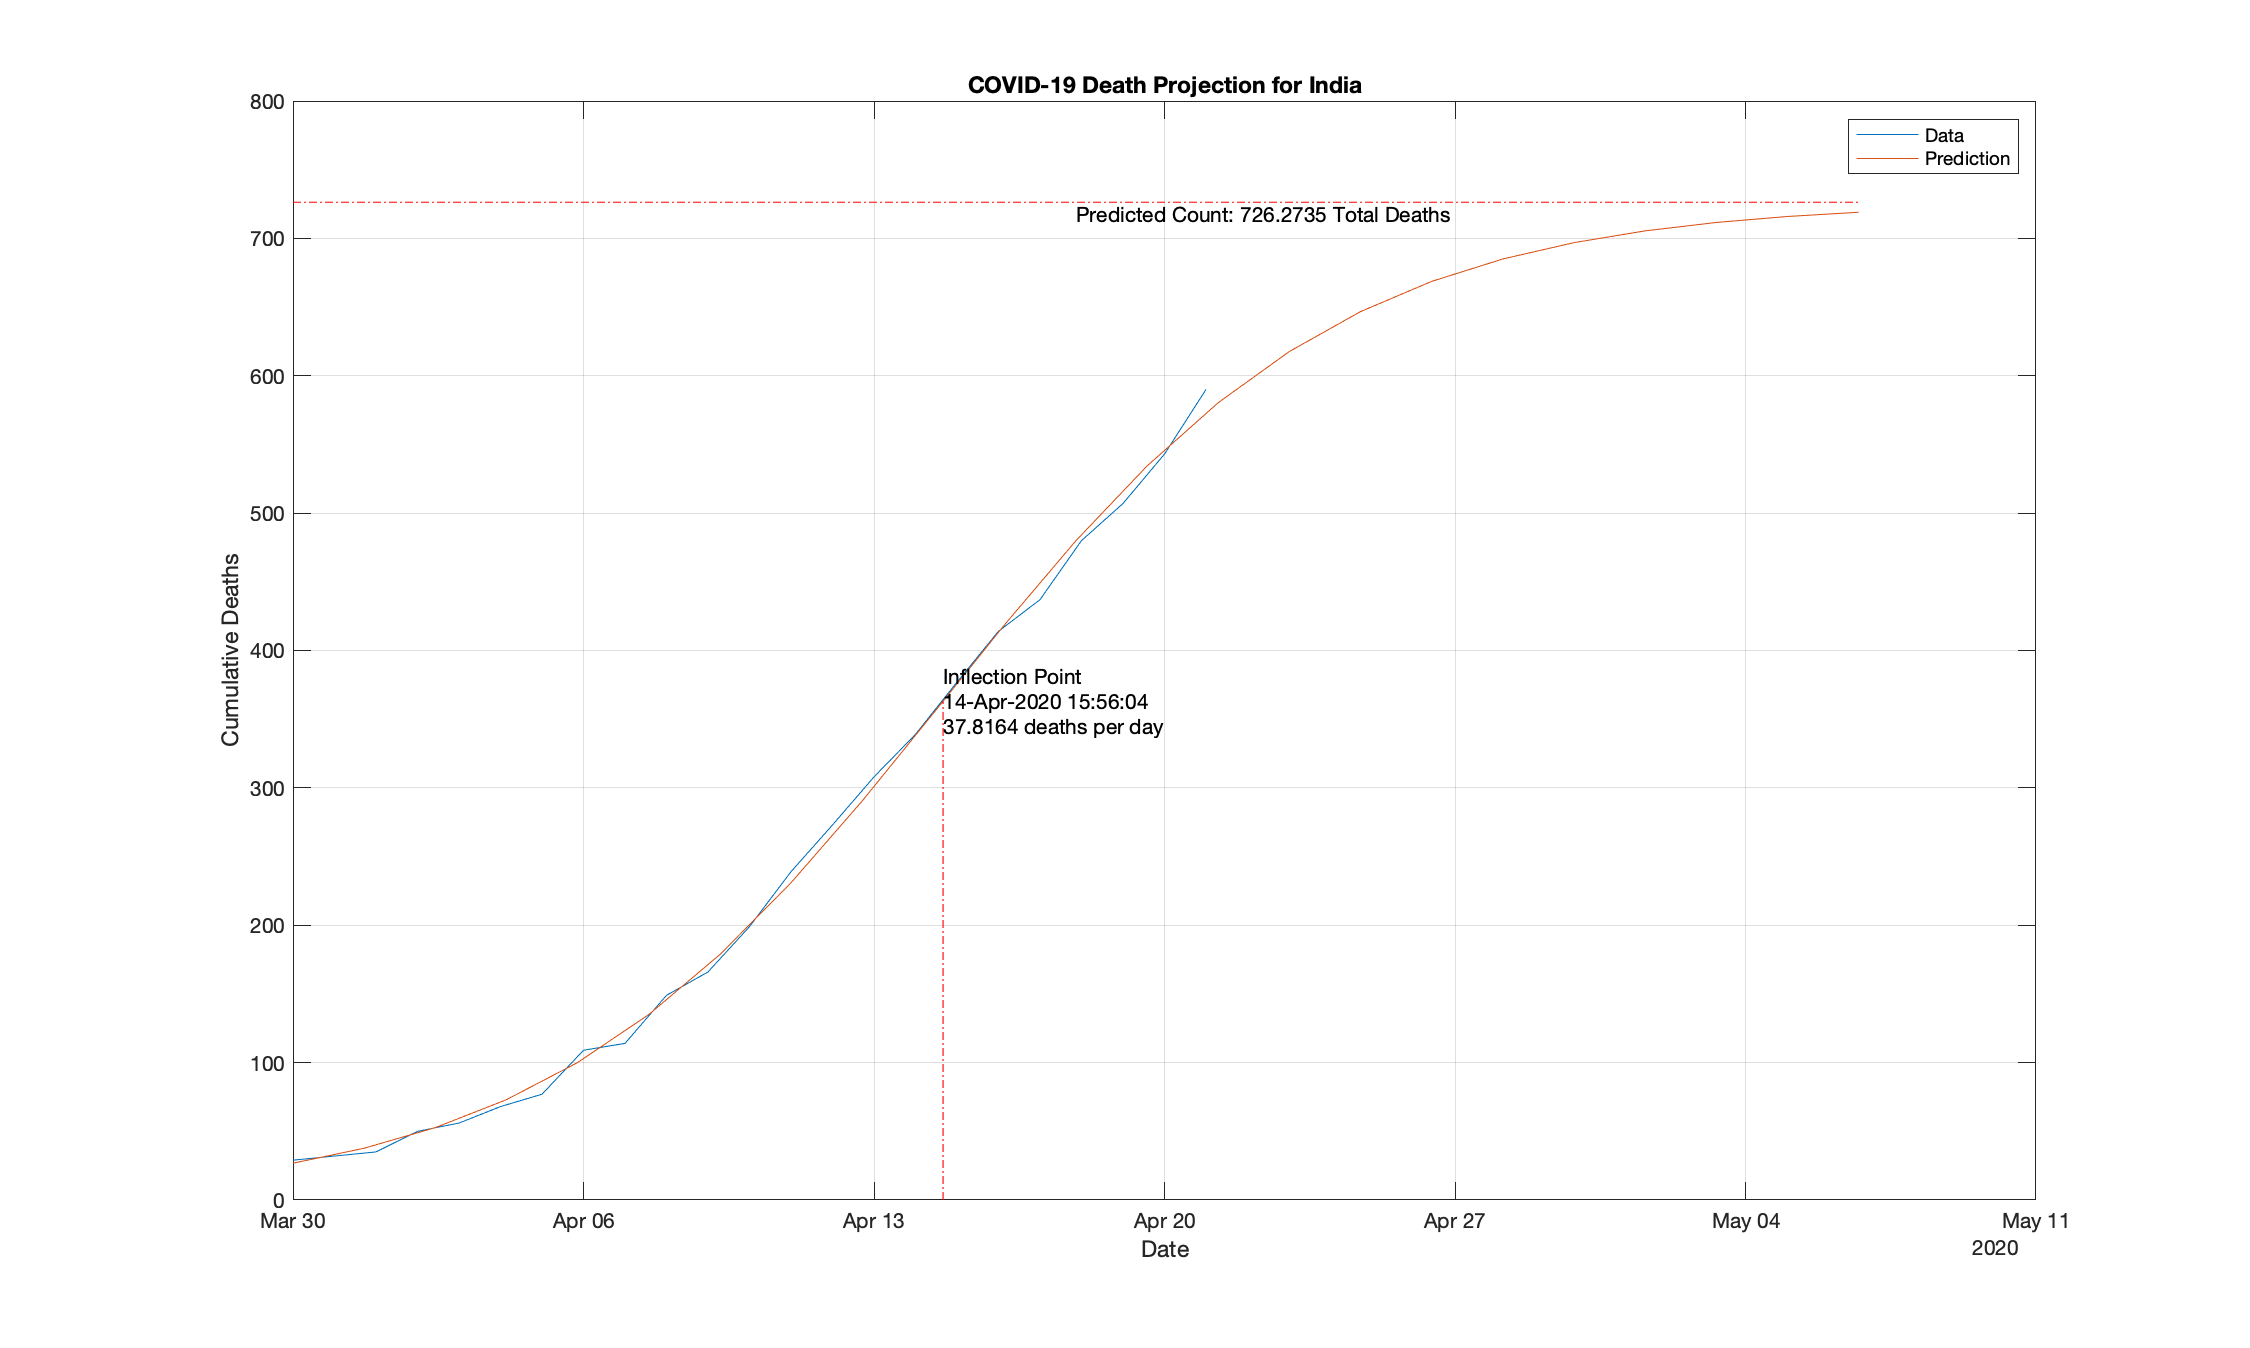 COVID-19 Death Projection for India
800
700
600
500
400
300
200
100
0
Cumulative Deaths
Data
Prediction
Predicted Count: 726.2735 Total Deaths
Inflection Point
14-Apr-2020 15:56:04
37.8164 deaths per day
Mar 30 Apr 06 Apr 13 Apr 20 Apr 27 May 04 May 11
Date
2020